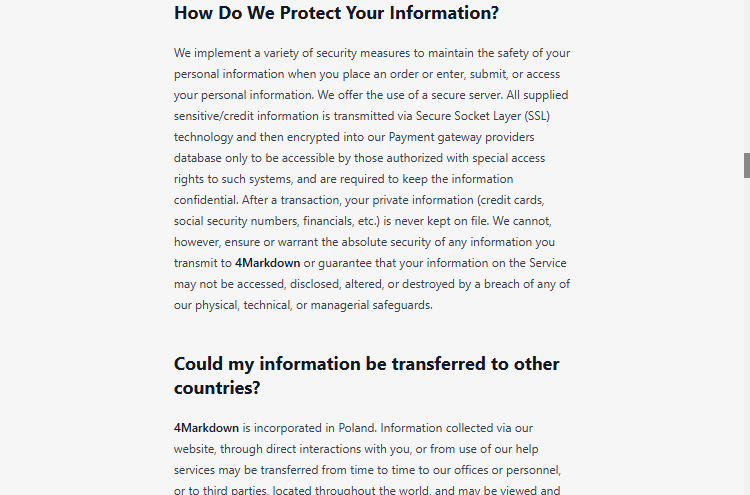 How Do We Protect Your Information?
We implement a variety of security measures to maintain the safety of your
personal information when you place an order or enter, submit, or access
your personal information. We offer the use of a secure server. All supplied
sensitive/credit information is transmitted via Secure Socket Layer (SSL)
technology and then encrypted into our Payment gateway providers
database only to be accessible by those authorized with special access
rights to such systems, and are required to keep the information
confidential. After a transaction, your private information (credit cards,
social security numbers, financials, etc.) is never kept on file. We cannot,
however, ensure or warrant the absolute security of any information you
transmit to 4Markdown or guarantee that your information on the Service
may not be accessed, disclosed, altered, or destroyed by a breach of any of
our physical, technical, or managerial safeguards.
Could my information be transferred to other
countries?
4Markdown is incorporated in Poland. Information collected via our
website, through direct interactions with you, or from use of our help
services may be transferred from time to time to our offices or personnel,
or to third parties, located throughout the world, and may be viewed and